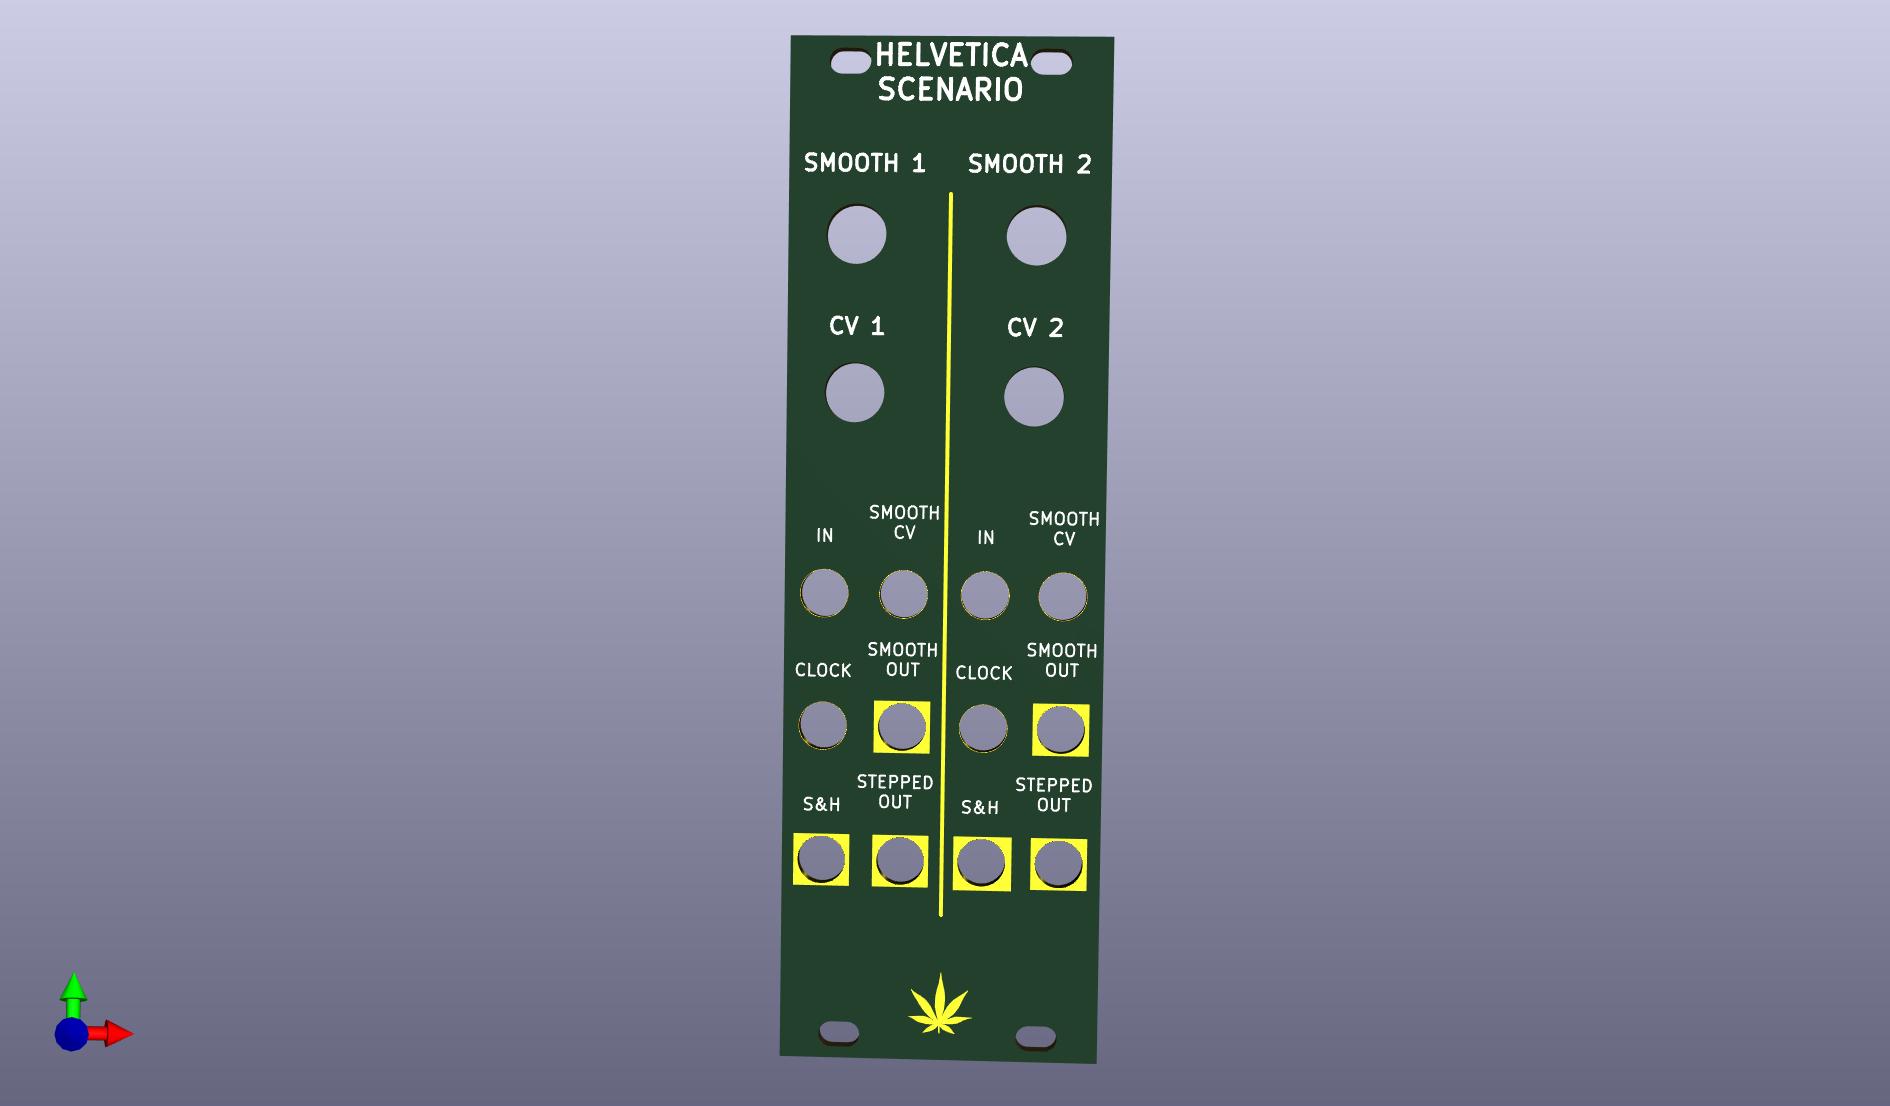 HELVETICA
SCENARIO
SMOOTH 1
SMOOTH 2
CV 1
CV 2
IN
SMOOTH
CV
IN
SMOOTH
CV
CLOCK
SMOOTH
OUT
CLOCK
SMOOTH
OUT
S&H
STEPPED
OUT
S&H
STEPPED
OUT